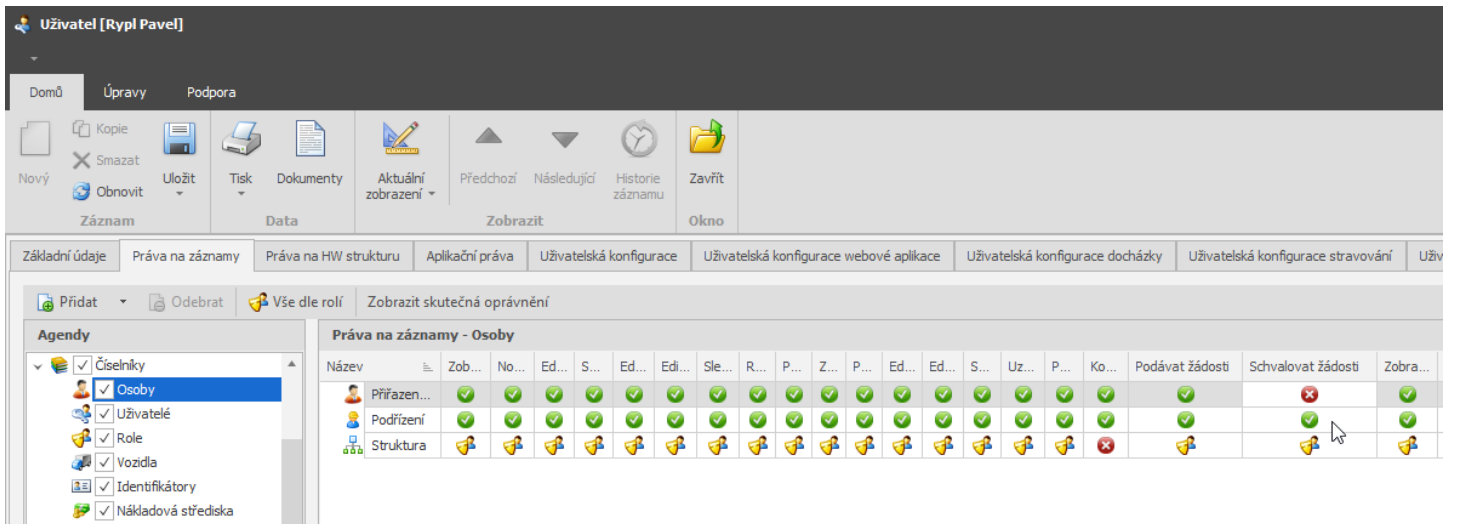 Uživatel [Rypl Pavel]
Domů Úpravy Podpora
Nový
Kopie
Smazat
Obnovit
Uložit
Záznam
Tisk
Dokumenty
Data
Aktuální
zobrazení
Předchozí
Následující
Historie
záznamu
Zobrazit
Zavřít
Okno
Základní údaje Práva na záznamy Práva na HW strukturu Aplikační práva Uživatelská konfigurace Uživatelská konfigurace webové aplikace Uživatelská konfigurace docházky Uživatelská konfigurace stravování Uživ
Přidat Odebrat Vše dle rolí Zobrazit skutečná oprávnění
Agendy
Číselníky
Osoby
Uživatelé
Role
Vozidla
Identifikátory
Nákladová střediska
Práva na záznamy - Osoby
Název Zob... No... Ed... S... Ed... Edi... Sle... R... P... Z... P... Ed... Ed... S... Uz... P... Ko... Podávat žádosti Schvalovat žádosti Zobra...
Přiřazen...
Podřízení
Struktura